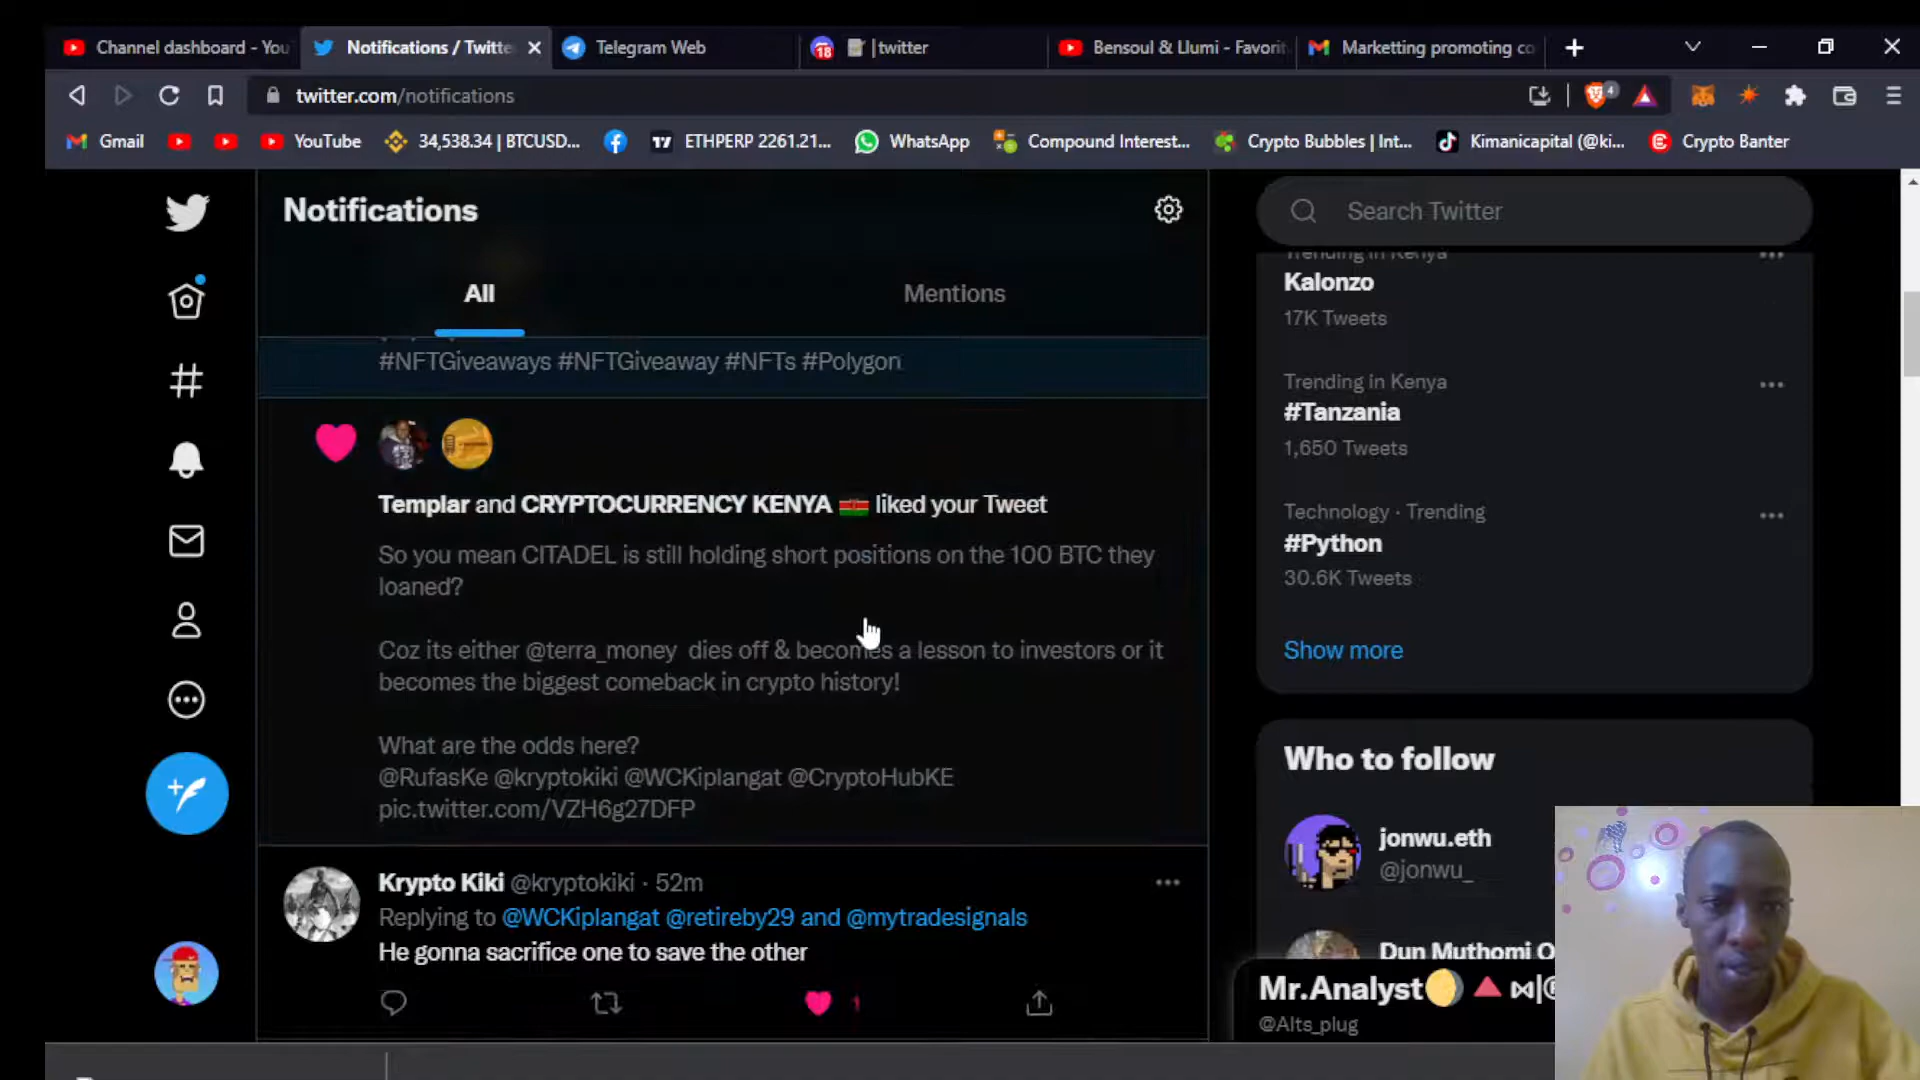 Channel dashboard - You
Notifications / Twitte
Telegram Web
18
|twitter
Bensoul & Llumi - Favorit
Marketting promoting co
twitter.com/notifications
4
Gmail
YouTube
34,538.34 | BTCUSD...
ETHPERP 2261.21...
WhatsApp
Compound Interest...
Crypto Bubbles | Int...
Kimanicapital (@ki...
Crypto Banter
Notifications
All
Mentions
#NFTGiveaways #NFTGiveaway #NFTs #Polygon
Templar and CRYPTOCURRENCY KENYA 🇰🇪 liked your Tweet
So you mean CITADEL is still holding short positions on the 100 BTC they
loaned?
Coz its either @terra_money dies off & becomes a lesson to investors or it
becomes the biggest comeback in crypto history!
What are the odds here?
@RufasKe @kryptokiki @WCKiplangat @CryptoHubKE
pic.twitter.com/VZH6g27DFP
Krypto Kiki @kryptokiki · 52m
Replying to @WCKiplangat @retireby29 and @mytradesignals
He gonna sacrifice one to save the other
1
Search Twitter
Trending in Kenya
Kalonzo
17K Tweets
Trending in Kenya
#Tanzania
1,650 Tweets
Technology · Trending
#Python
30.6K Tweets
Show more
Who to follow
jonwu.eth
@jonwu_
Dun Muthomi O
Mr.Analyst🌖🔺⋈|
@Alts_plug